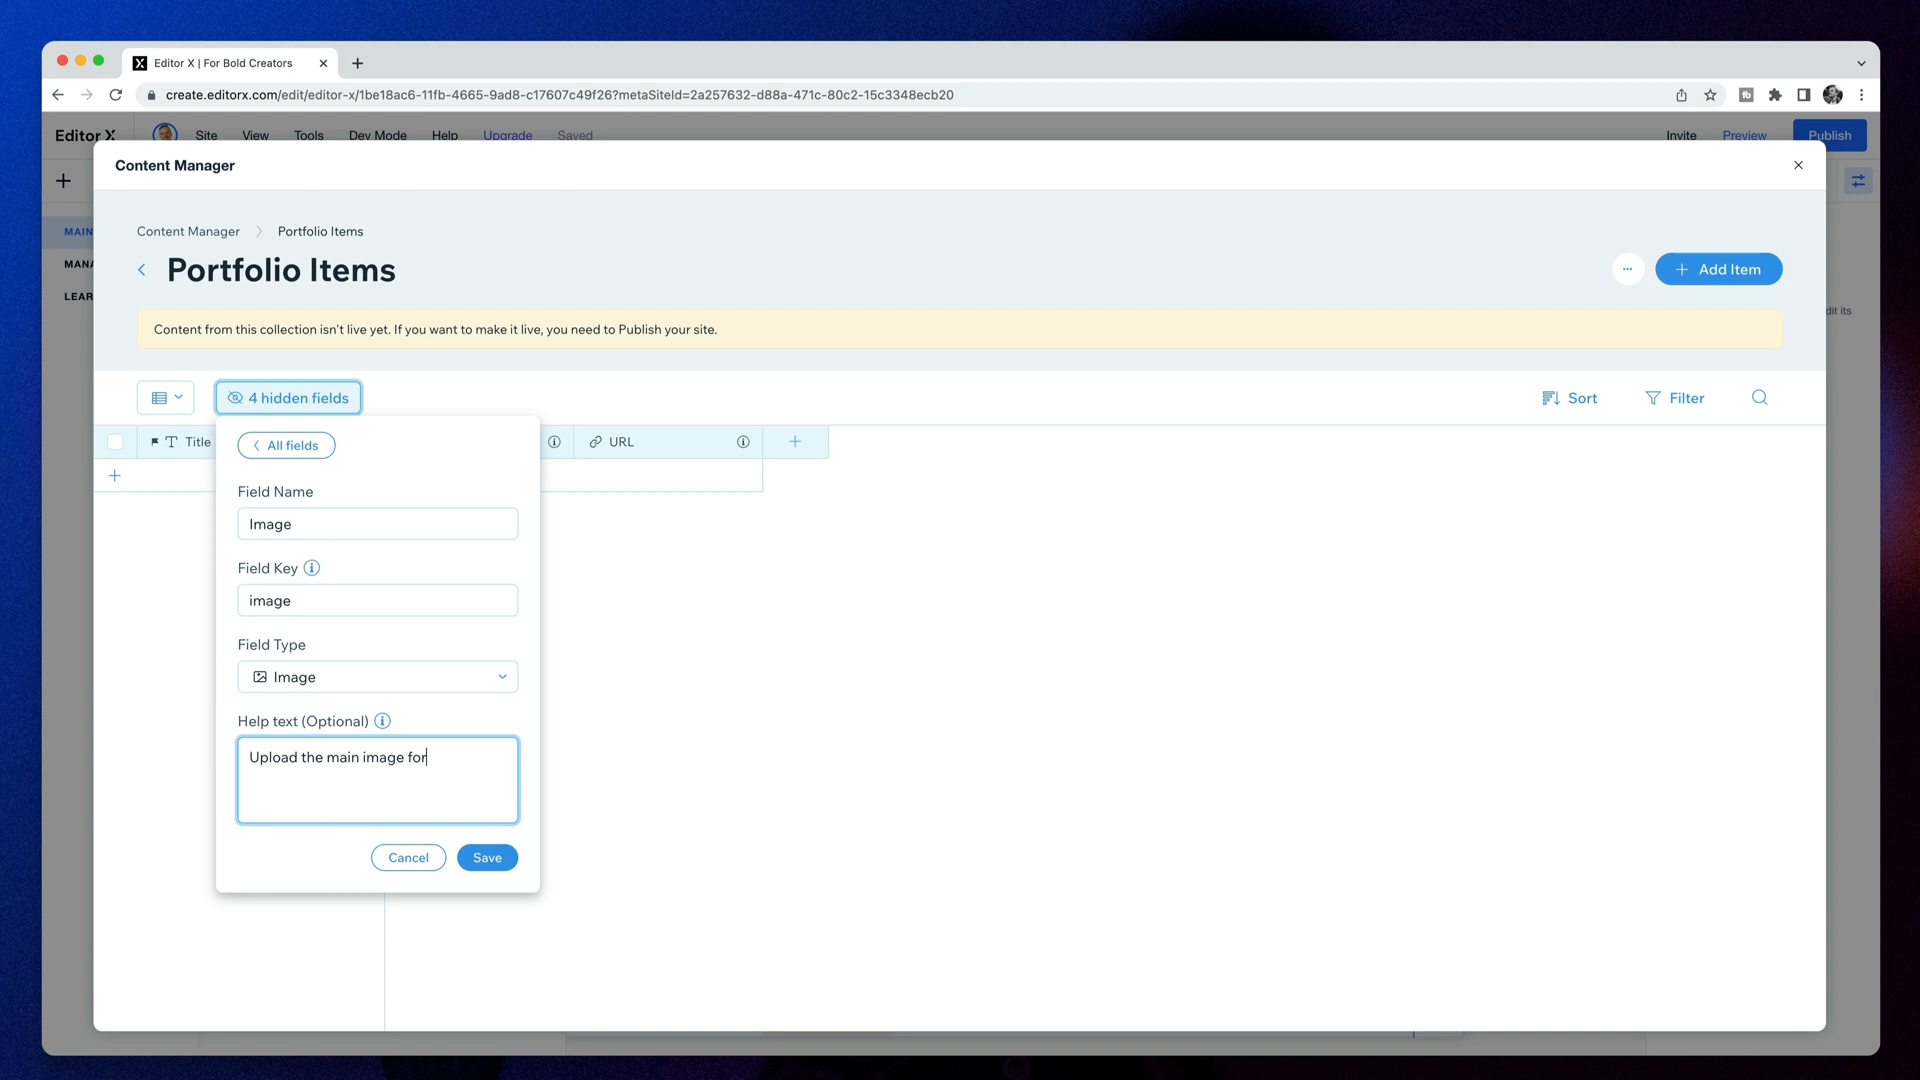 Editor X | For Bold Creators
create.editorx.com/edit/editor-x/1be18ac6-11fb-4665-9ad8-c17607c49f26?metaSiteId=2a257632-d88a-471c-80c2-15c3348ecb20
Editor X Site View Tools Dev Mode Help Upgrade Saved Invite Preview Publish
Content Manager
MAIN
MANA
LEAR
Content Manager Portfolio Items
Portfolio Items
Add Item
dit its
Content from this collection isn't live yet. If you want to make it live, you need to Publish your site.
4 hidden fields Sort Filter
Title URL
All fields
Field Name
Image
Field Key
image
Field Type
Image
Help text (Optional)
Upload the main image for
Cancel Save